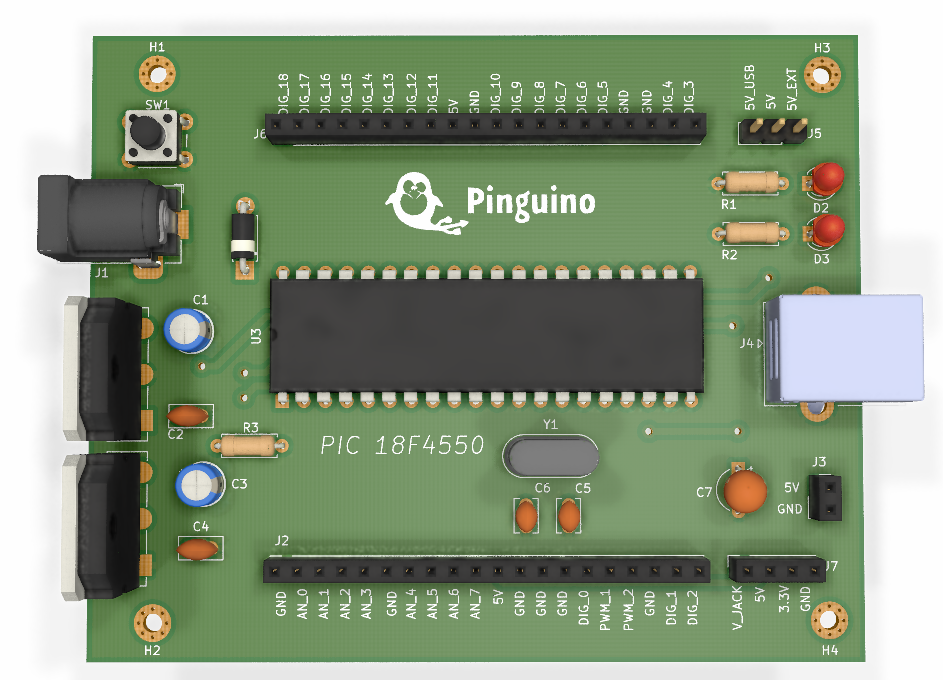 H1
H3
SW1
DIG_18
DIG_17
DIG_16
DIG_15
DIG_14
DIG_13
DIG_12
DIG_11
5V
GND
DIG_10
DIG_9
DIG_8
DIG_7
DIG_6
DIG_5
GND
GND
DIG_4
DIG_3
5V_USB
5V
5V_EXT
J6
J5
Pinguino
R1
D2
R2
D3
J1
C1
U3
J4
C2
R3
PIC 18F4550
Y1
C3
C6
C5
C7
J3
5V
GND
C4
J2
J7
GND
AN_0
AN_1
AN_2
AN_3
GND
AN_4
AN_5
AN_6
AN_7
5V
GND
GND
GND
DIG_0
PWM_1
PWM_2
GND
DIG_1
DIG_2
V_JACK
5V
3.3V
GND
H2
H4